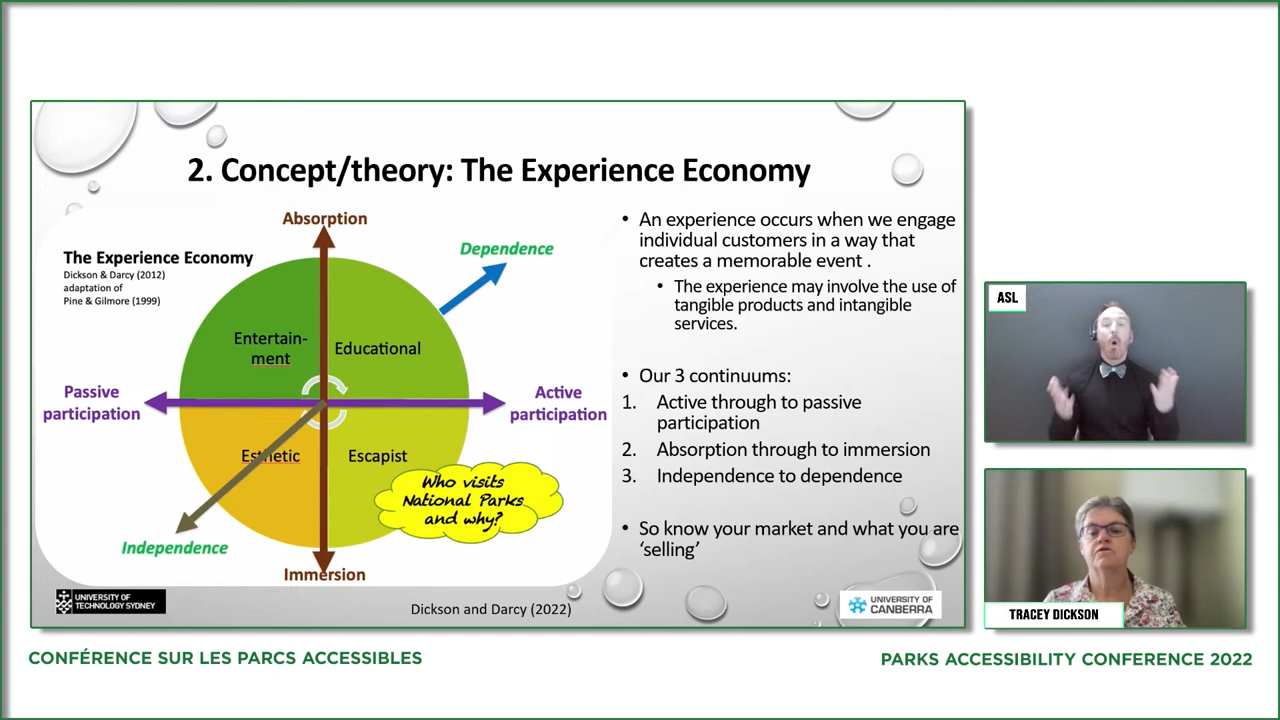 2. Concept/theory: The Experience Economy
Absorption
Dependence
The Experience Economy
Dickson & Darcy (2012)
adaptation of
Pine & Gilmore (1999)
Entertain-
ment
Educational
Passive
participation
Active
participation
Esthetic
Escapist
Who visits
National Parks
and why?
Independence
Immersion
• An experience occurs when we engage
individual customers in a way that
creates a memorable event .
• The experience may involve the use of
tangible products and intangible
services.
• Our 3 continuums:
1. Active through to passive
participation
2. Absorption through to immersion
3. Independence to dependence
• So know your market and what you are
‘selling’
UNIVERSITY OF
TECHNOLOGY SYDNEY
Dickson and Darcy (2022)
UNIVERSITY OF
CANBERRA
ASL
TRACEY DICKSON
CONFÉRENCE SUR LES PARCS ACCESSIBLES
PARKS ACCESSIBILITY CONFERENCE 2022